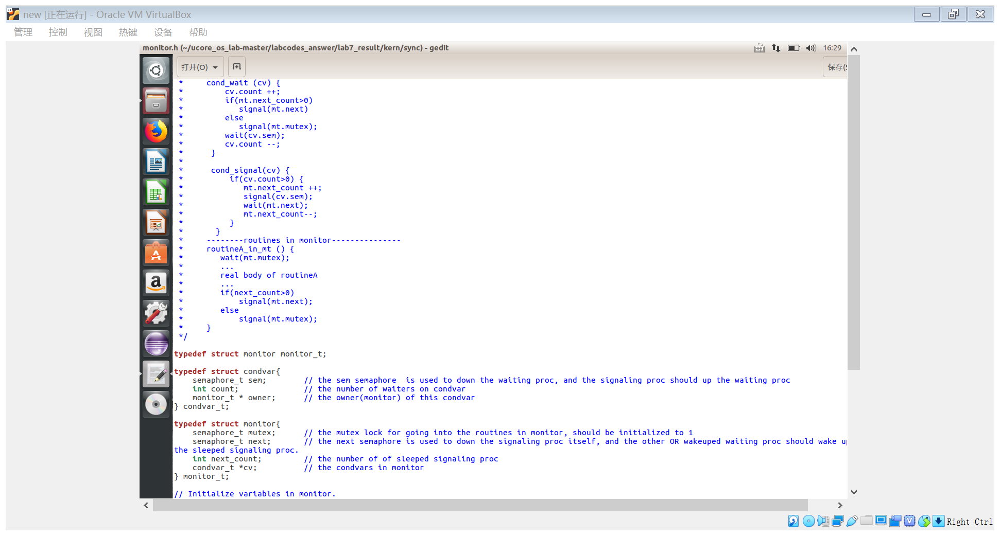 new [正在运行] - Oracle VM VirtualBox
管理 控制 视图 热键 设备 帮助
monitor.h (~/ucore_os_lab-master/labcodes_answer/lab7_result/kern/sync) - gedit 16:29
打开(O) 保存(S
*     cond_wait (cv) {
*         cv.count ++;
*         if(mt.next_count>0)
*            signal(mt.next)
*         else
*            signal(mt.mutex);
*         wait(cv.sem);
*         cv.count --;
*      }
*
*      cond_signal(cv) {
*          if(cv.count>0) {
*             mt.next_count ++;
*             signal(cv.sem);
*             wait(mt.next);
*             mt.next_count--;
*          }
*       }
*     --------routines in monitor---------------
*     routineA_in_mt () {
*        wait(mt.mutex);
*        ...
*        real body of routineA
*        ...
*        if(next_count>0)
*            signal(mt.next);
*        else
*            signal(mt.mutex);
*     }
*/
typedef struct monitor monitor_t;
typedef struct condvar{
    semaphore_t sem;        // the sem semaphore  is used to down the waiting proc, and the signaling proc should up the waiting proc
    int count;              // the number of waiters on condvar
    monitor_t * owner;      // the owner(monitor) of this condvar
} condvar_t;
typedef struct monitor{
    semaphore_t mutex;      // the mutex lock for going into the routines in monitor, should be initialized to 1
    semaphore_t next;       // the next semaphore is used to down the signaling proc itself, and the other OR wakeuped waiting proc should wake up
the sleeped signaling proc.
    int next_count;         // the number of of sleeped signaling proc
    condvar_t *cv;          // the condvars in monitor
} monitor_t;
// Initialize variables in monitor.
Right Ctrl